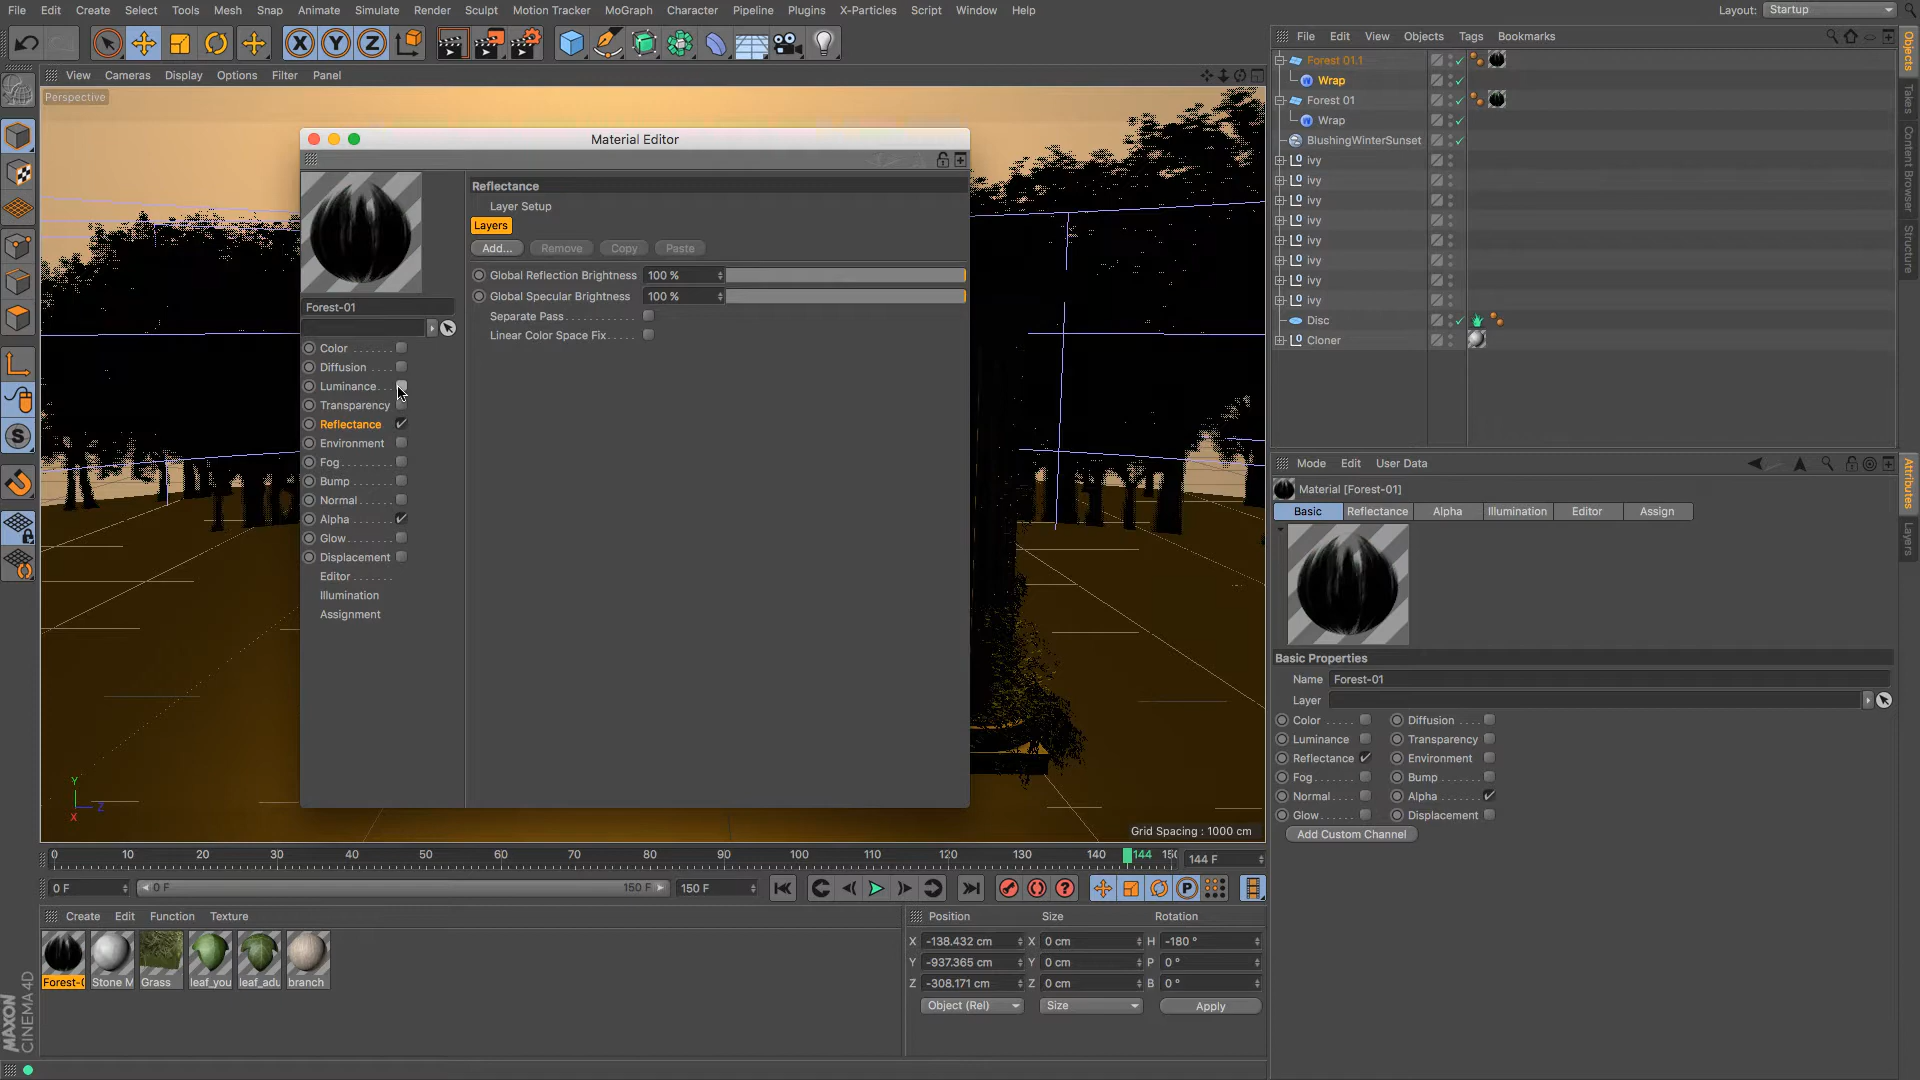 File Edit Create Select Tools Mesh Snap Animate Simulate Render Sculpt Motion Tracker MoGraph Character Pipeline Plugins X-Particles Script Window Help
Layout: Startup
View Cameras Display Options Filter Panel
Perspective
Material Editor
Forest-01
Color
Diffusion
Luminance
Transparency
Reflectance
Environment
Fog
Bump
Normal
Alpha
Glow
Displacement
Editor
Illumination
Assignment
Reflectance
Layer Setup
Layers
Add... Remove Copy Paste
Global Reflection Brightness 100 %
Global Specular Brightness 100 %
Separate Pass
Linear Color Space Fix
Y
Z
X
Grid Spacing : 1000 cm
File Edit View Objects Tags Bookmarks
Forest 01.1
Wrap
Forest 01
Wrap
BlushingWinterSunset
ivy
ivy
ivy
ivy
ivy
ivy
ivy
ivy
Disc
Cloner
Objects
Takes
Content Browser
Structure
Mode Edit User Data
Material [Forest-01]
Basic Reflectance Alpha Illumination Editor Assign
Basic Properties
Name Forest-01
Layer
Color Diffusion
Luminance Transparency
Reflectance Environment
Fog Bump
Normal Alpha
Glow Displacement
Add Custom Channel
Attributes
Layers
0 10 20 30 40 50 60 70 80 90 100 110 120 130 140 144 150 144 F
0 F 0 F 150 F 150 F
Create Edit Function Texture
Forest-0 Stone M Grass leaf_you leaf_adu branch
Position Size Rotation
X -138.432 cm X 0 cm H -180 °
Y -937.365 cm Y 0 cm P 0 °
Z -308.171 cm Z 0 cm B 0 °
Object (Rel) Size Apply
MAXON
CINEMA 4D